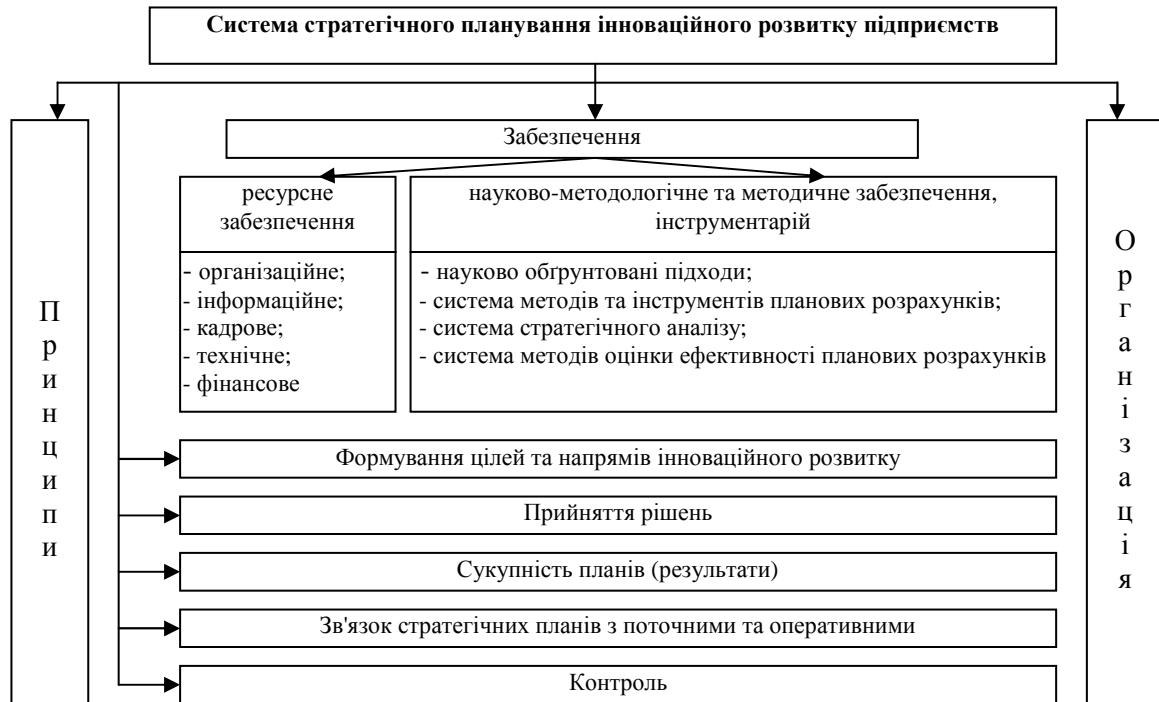 Система стратегічного планування інноваційного розвитку підприємств
Принципи
Забезпечення
ресурсне
забезпечення
- організаційне;
- інформаційне;
- кадрове;
- технічне;
- фінансове
науково-методологічне та методичне забезпечення,
інструментарій
- науково обґрунтовані підходи;
- система методів та інструментів планових розрахунків;
- система стратегічного аналізу;
- система методів оцінки ефективності планових розрахунків
Організація
Формування цілей та напрямів інноваційного розвитку
Прийняття рішень
Сукупність планів (результати)
Зв'язок стратегічних планів з поточними та оперативними
Контроль